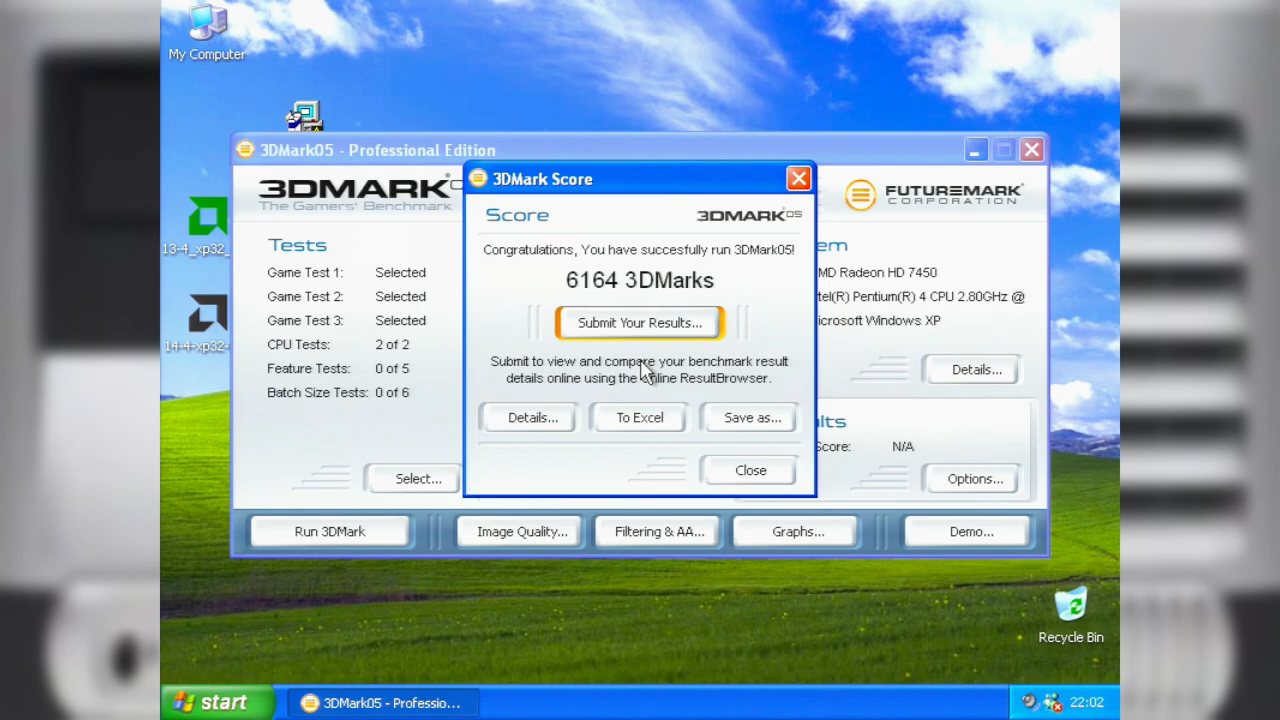 My Computer
3DMark05 - Professional Edition
3DMark Score
3DMARK
The Gamers' Benchmark
Score
3DMARK05
FUTUREMARK
CORPORATION
Tests
Congratulations, You have succesfully run 3DMark05!
em
13-4_xp32_
Game Test 1: Selected
6164 3DMarks
MD Radeon HD 7450
Game Test 2: Selected
tel(R) Pentium(R) 4 CPU 2.80GHz @
Game Test 3: Selected
Submit Your Results...
icrosoft Windows XP
14-4-xp32-
CPU Tests: 2 of 2
Feature Tests: 0 of 5
Submit to view and compare your benchmark result
details online using the online ResultBrowser.
Details...
Batch Size Tests: 0 of 6
Details...
To Excel
Save as...
lts
Score: N/A
Select...
Close
Options...
Run 3DMark
Image Quality...
Filtering & AA...
Graphs...
Demo...
Recycle Bin
start
3DMark05 - Professio...
22:02